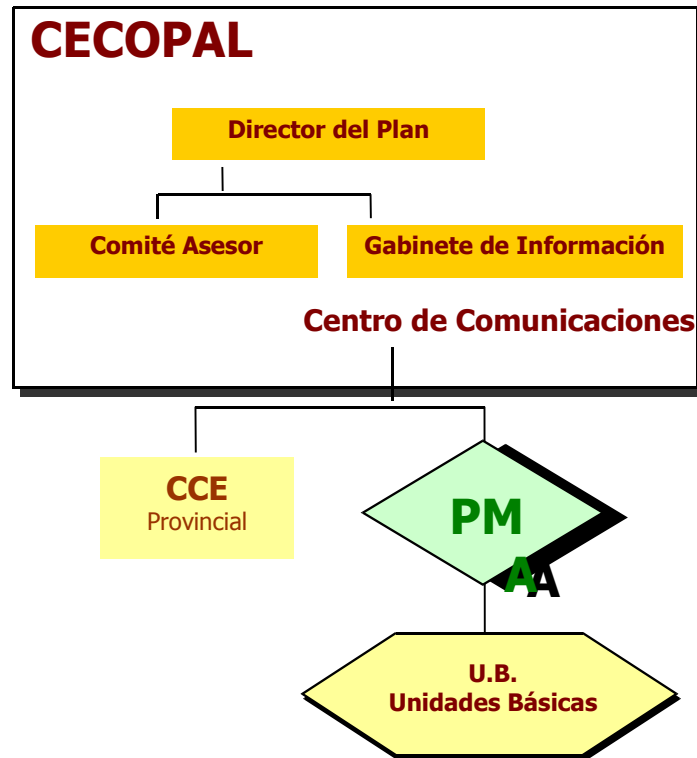 CECOPAL
Director del Plan
Comité Asesor
Gabinete de Información
Centro de Comunicaciones
CCE
Provincial
PM
A
U.B.
Unidades Básicas